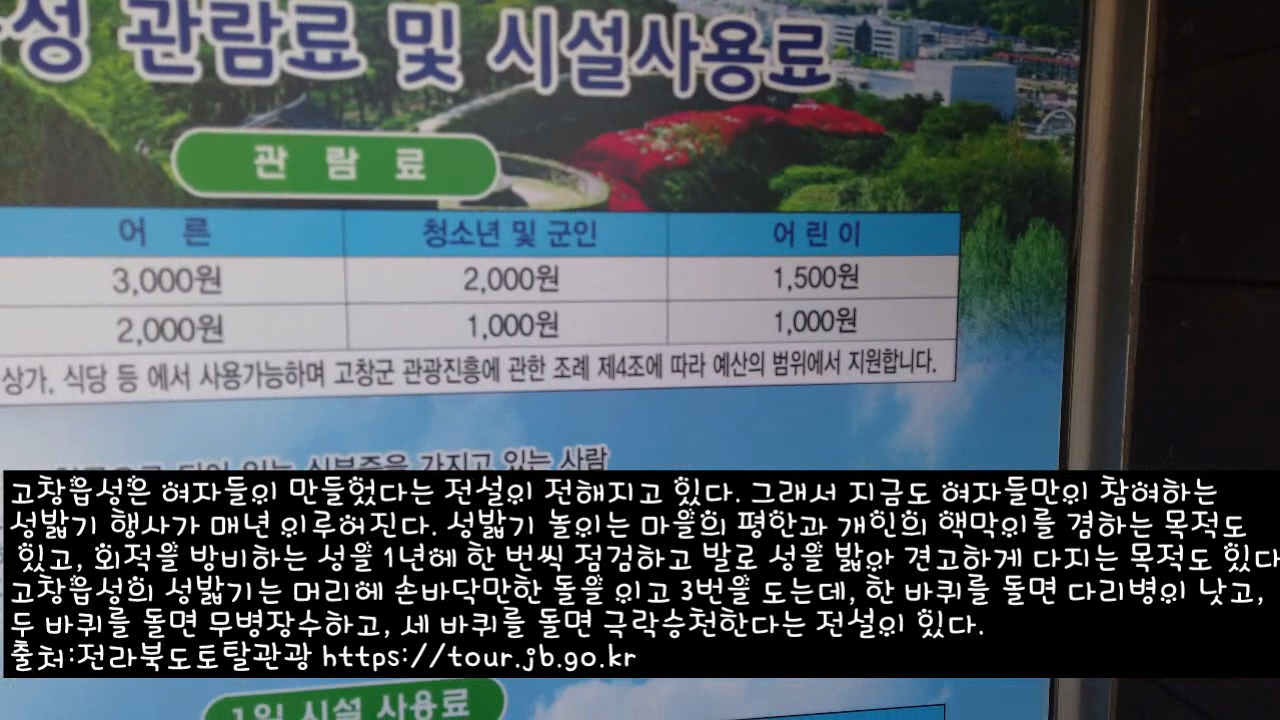 성 관람료 및 시설사용료
관 람 료
어 른 청소년 및 군인 어 린 이
3,000원 2,000원 1,500원
2,000원 1,000원 1,000원
상가, 식당 등 에서 사용가능하며 고창군 관광진흥에 관한 조례 제4조에 따라 예산의 범위에서 지원합니다.
있는 신분증을 가지고 있는 사람
고창읍성은 여자들이 만들었다는 전설이 전해지고 있다. 그래서 지금도 여자들만이 참여하는
성밟기 행사가 매년 이루어진다. 성밟기 놀이는 마을의 평안과 개인의 액막이를 겸하는 목적도
있고, 외적을 방비하는 성을 1년에 한 번씩 점검하고 발로 성을 밟아 견고하게 다지는 목적도 있다
고창읍성의 성밟기는 머리에 손바닥만한 돌을 이고 3번을 도는데, 한 바퀴를 돌면 다리병이 낫고,
두 바퀴를 돌면 무병장수하고, 세 바퀴를 돌면 극락승천한다는 전설이 있다.
출처:전라북도토탈관광 https://tour.jb.go.kr
1일 시설 사용료